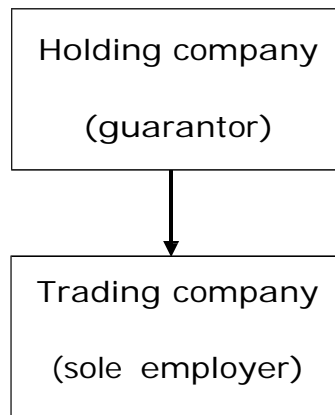 Holding company
(guarantor)
Trading company
(sole employer)